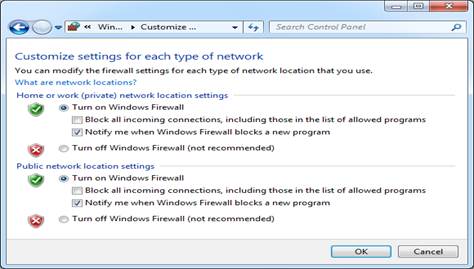 Win... Customize ... Search Control Panel
Customize settings for each type of network
You can modify the firewall settings for each type of network location that you use.
What are network locations?
Home or work (private) network location settings
Turn on Windows Firewall
Block all incoming connections, including those in the list of allowed programs
Notify me when Windows Firewall blocks a new program
Turn off Windows Firewall (not recommended)
Public network location settings
Turn on Windows Firewall
Block all incoming connections, including those in the list of allowed programs
Notify me when Windows Firewall blocks a new program
Turn off Windows Firewall (not recommended)
OK Cancel